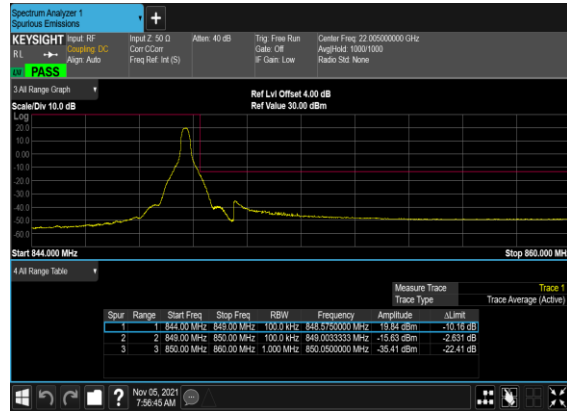 Spectrum Analyzer 1
Spurious Emissions
+
KEYSIGHT
RL
PASS
Input: RF
Coupling: DC
Align: Auto
Input Z: 50 Ω
Corr CCorr
Freq Ref: Int (S)
Atten: 40 dB
Trig: Free Run
Gate: Off
IF Gain: Low
Center Freq: 22.005000000 GHz
Avg|Hold: 1000/1000
Radio Std: None
3 All Range Graph
Scale/Div 10.0 dB
Ref Lvl Offset 4.00 dB
Ref Value 30.00 dBm
Log
20.0
10.0
0.00
-10.0
-20.0
-30.0
-40.0
-50.0
-60.0
Start 844.000 MHz
Stop 860.000 MH
4 All Range Table
Measure Trace Trace 1
Trace Type Trace Average (Active)
Spur Range Start Freq Stop Freq RBW Frequency Amplitude ΔLimit
1 1 844.00 MHz 849.00 MHz 100.0 kHz 848.5750000 MHz 19.84 dBm -10.16 dB
2 2 849.00 MHz 850.00 MHz 100.0 kHz 849.0033333 MHz -15.63 dBm -2.631 dB
3 3 850.00 MHz 860.00 MHz 1.000 MHz 850.0500000 MHz -35.41 dBm -22.41 dB
?
Nov 05, 2021
7:56:45 AM